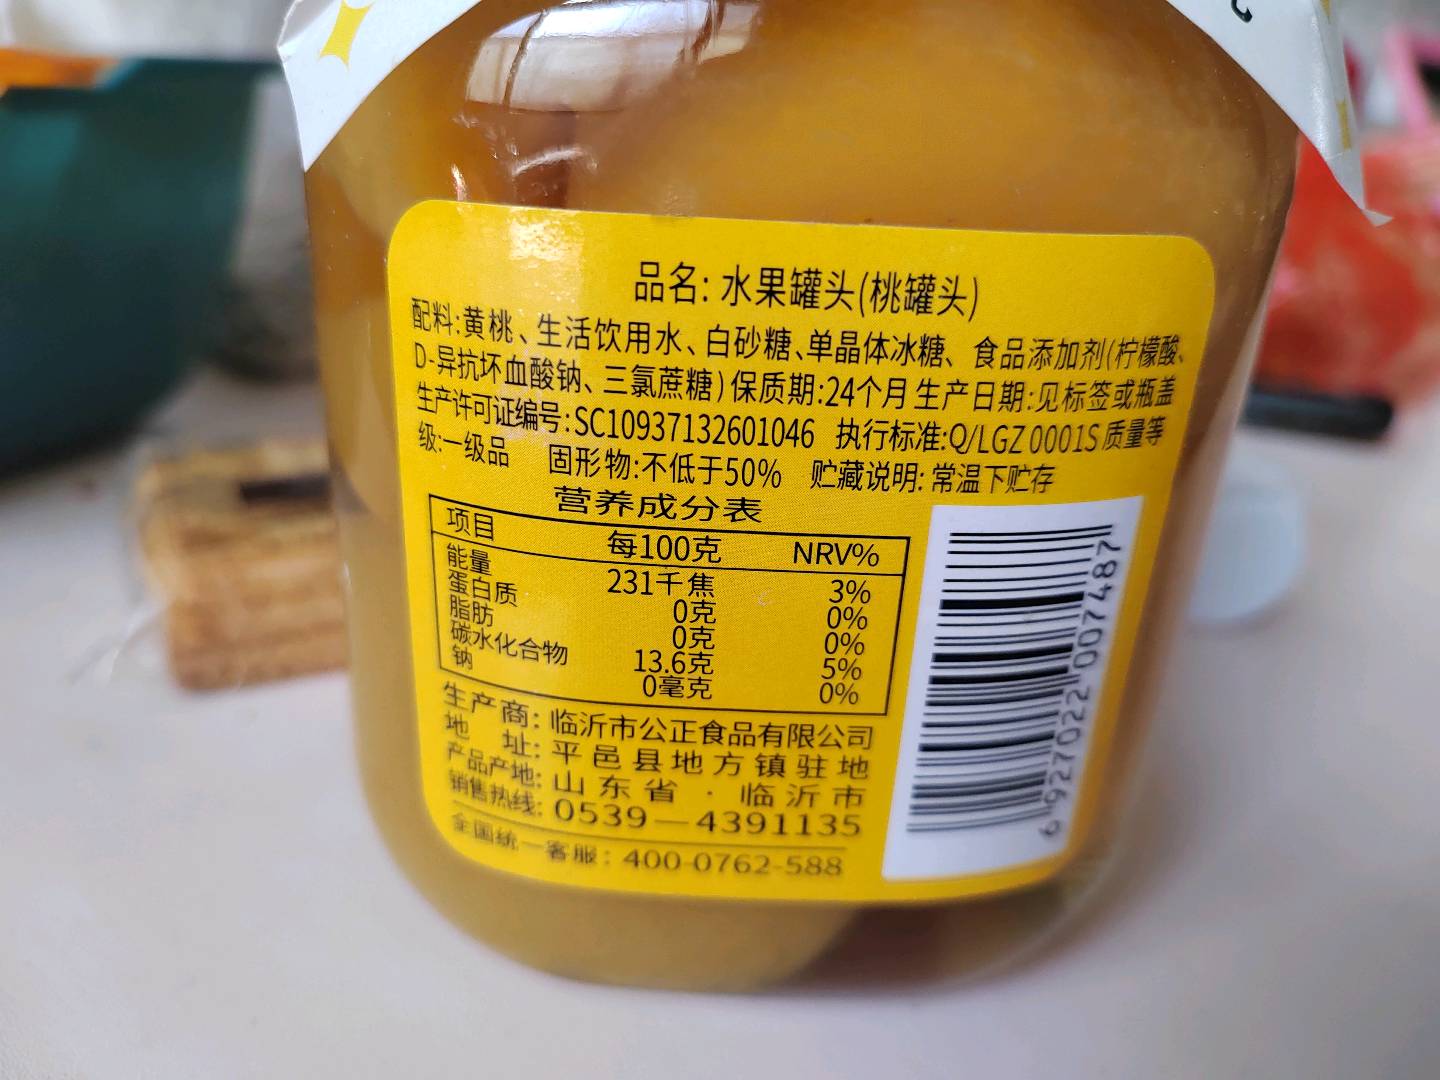 品名: 水果罐头(桃罐头)
配料:黄桃、生活饮用水、白砂糖、单晶体冰糖、食品添加剂(柠檬酸、
D-异抗坏血酸钠、三氯蔗糖)保质期:24个月 生产日期:见标签或瓶盖
生产许可证编号:SC10937132601046 执行标准:Q/LGZ 0001S 质量等
级:一级品 固形物:不低于50% 贮藏说明: 常温下贮存
营养成分表
项目 每100克 NRV%
能量 231千焦 3%
蛋白质 0克 0%
脂肪 0克 0%
碳水化合物 13.6克 5%
钠 0毫克 0%
生产商: 临沂市公正食品有限公司
地 址: 平邑县地方镇驻地
产品产地: 山东省·临沂市
销售热线: 0539—4391135
全国统一客服: 400-0762-588
6 927022 007487